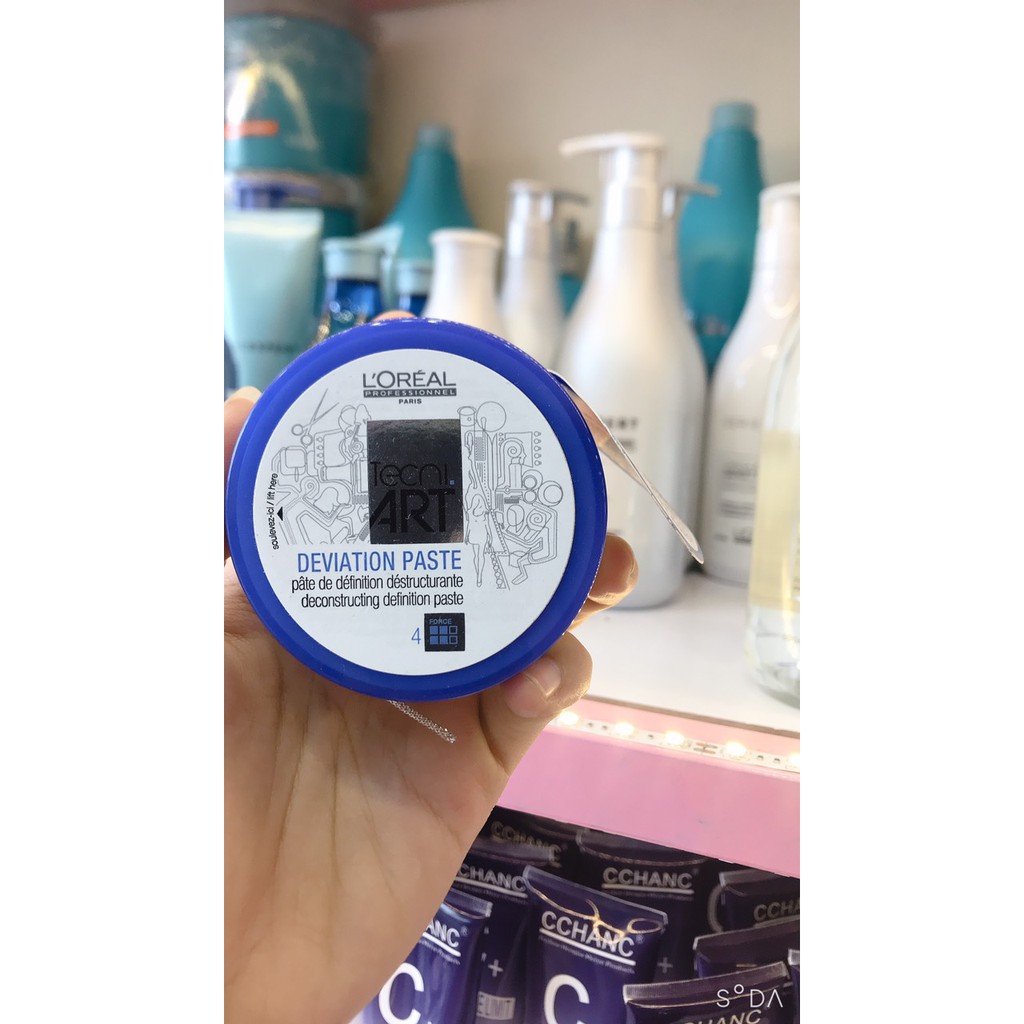 L'ORÉAL
PROFESSIONNEL
PARIS
Tecni.
ART
soulevez-ici / lift here
DEVIATION PASTE
pâte de définition déstructurante
deconstructing definition paste
4
FORCE
CCHANC
CCHANC
CCHANC
CCHANC
C
C
SODA